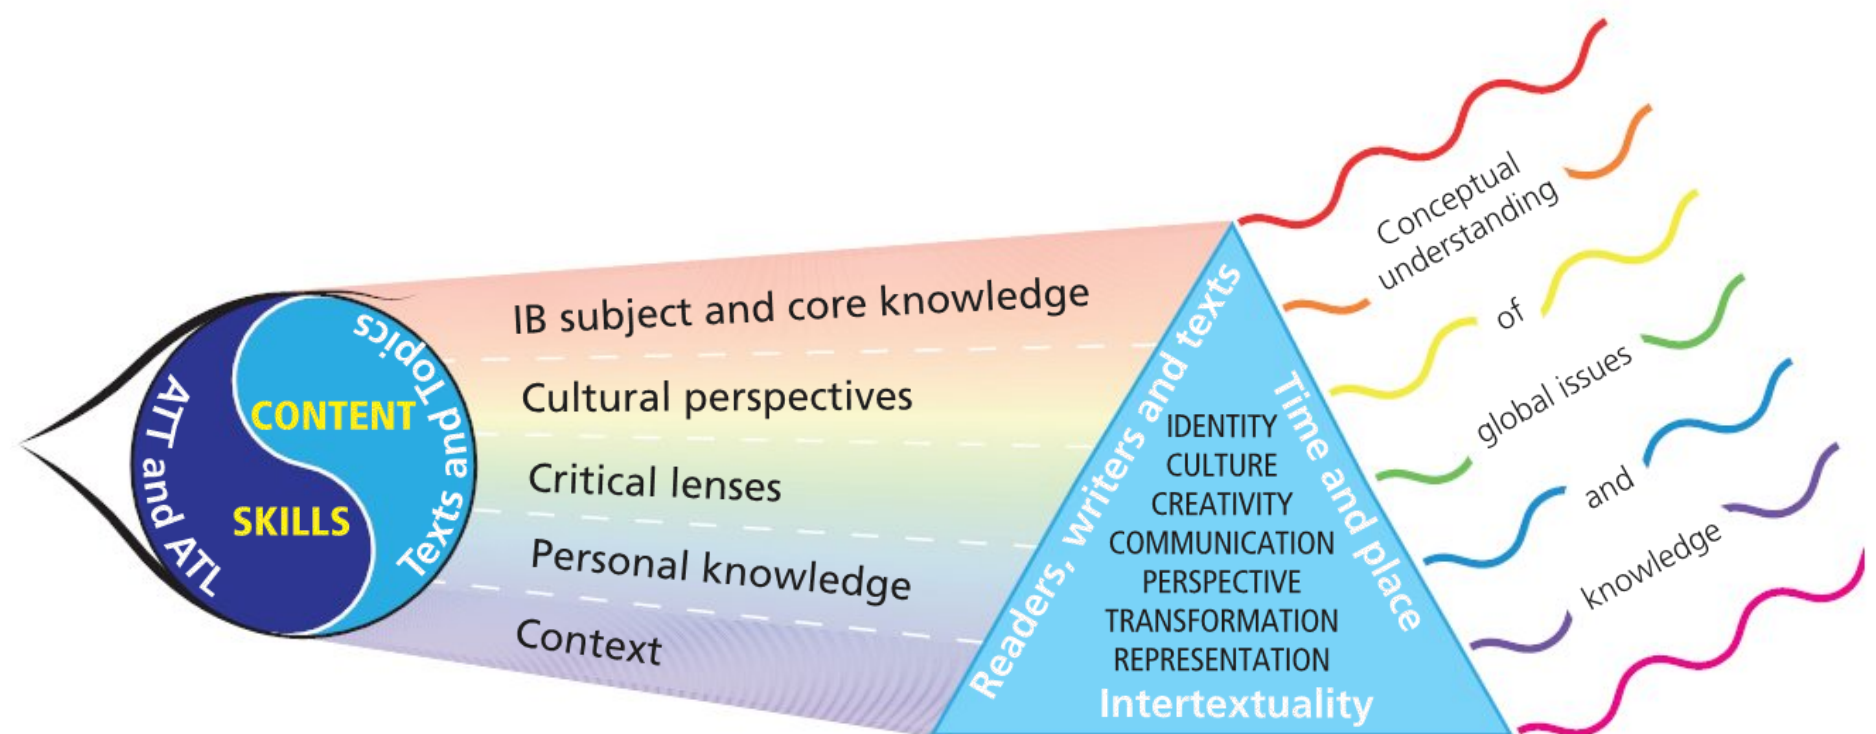 ATT and ATL
CONTENT
SKILLS
Texts and Topics
IB subject and core knowledge
Cultural perspectives
Critical lenses
Personal knowledge
Context
Readers, writers and texts
Time and place
IDENTITY
CULTURE
CREATIVITY
COMMUNICATION
PERSPECTIVE
TRANSFORMATION
REPRESENTATION
Intertextuality
Conceptual
understanding
of
global issues
and
knowledge